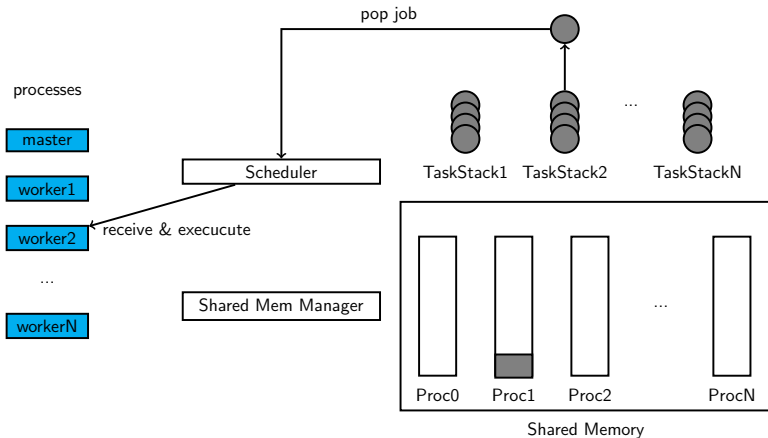 pop job
processes
...
master
Scheduler
TaskStack1
TaskStack2
TaskStackN
worker1
worker2
receive & execucute
...
Shared Mem Manager
...
workerN
Proc0
Proc1
Proc2
ProcN
Shared Memory